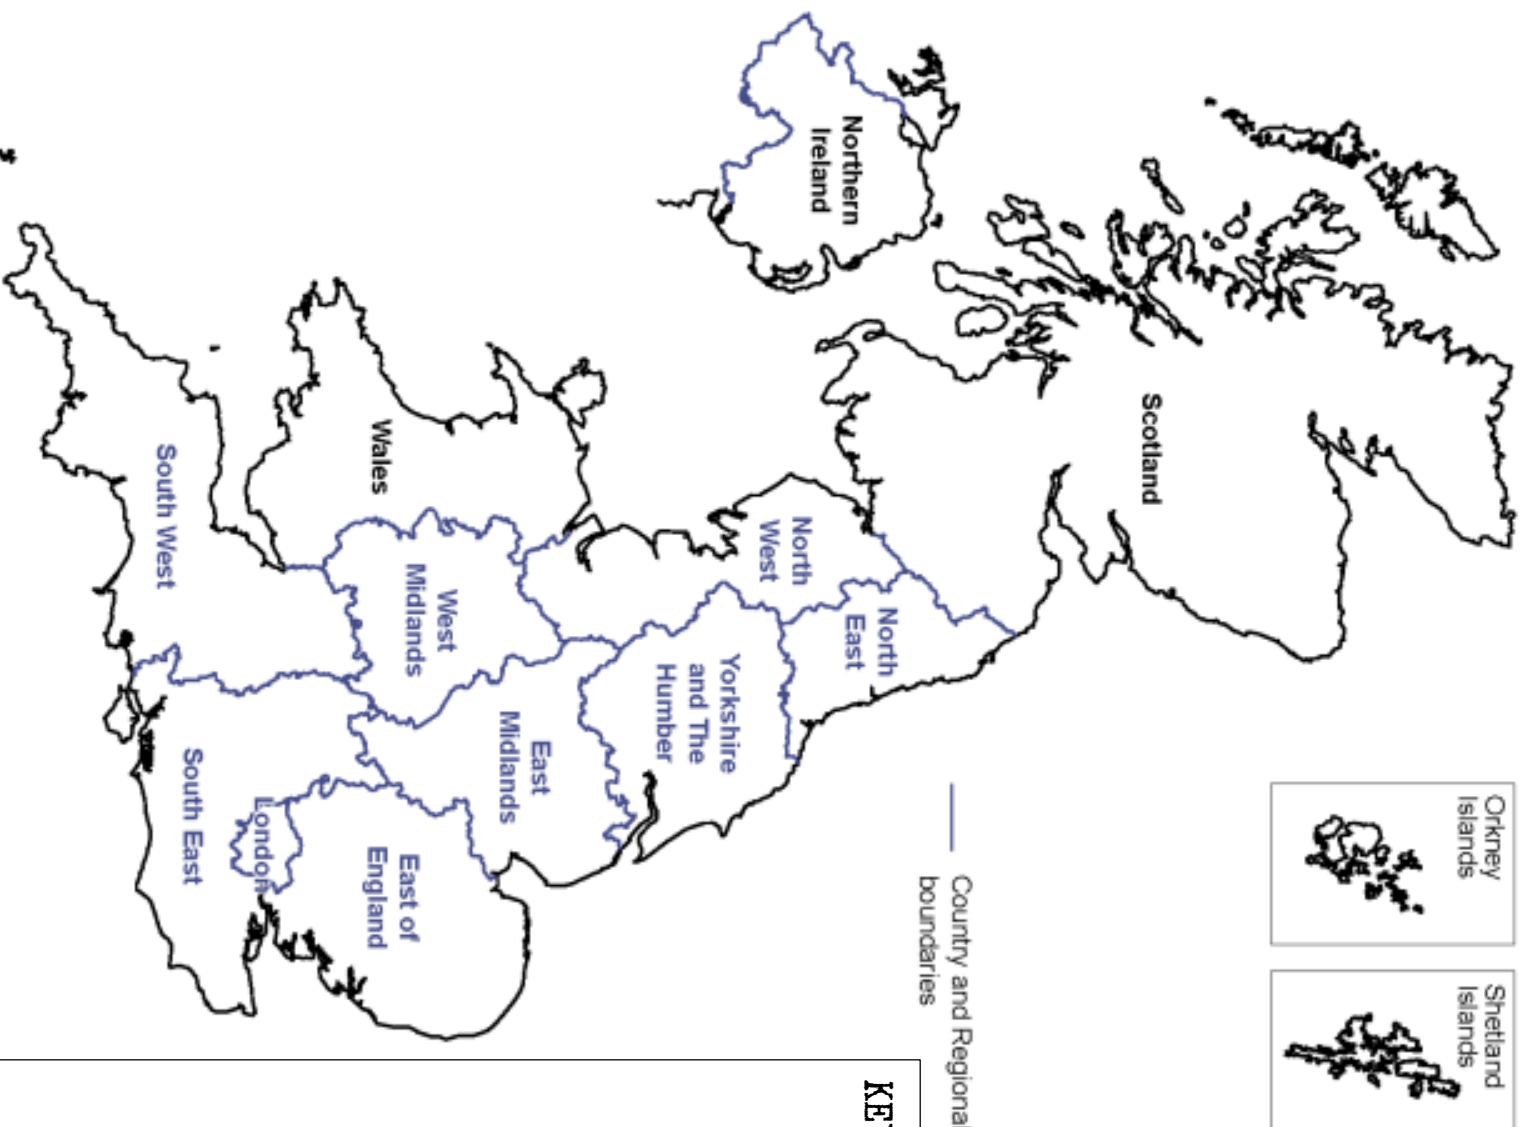 Orkney
Islands
Shetland
Islands
Scotland
Northern
Ireland
Country and Regional
boundaries
North
East
North
West
Yorkshire
and The
Humber
East
Midlands
West
Midlands
Wales
East of
England
London
South East
South West